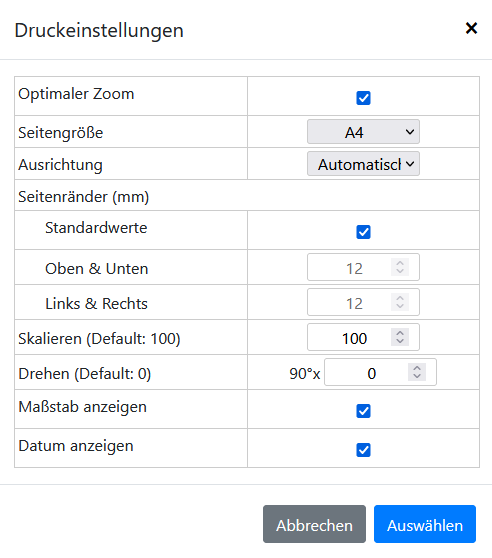 Druckeinstellungen ×
Optimaler Zoom
Seitengröße A4
Ausrichtung Automatisch
Seitenränder (mm)
Standardwerte
Oben & Unten 12
Links & Rechts 12
Skalieren (Default: 100) 100
Drehen (Default: 0) 90°x 0
Maßstab anzeigen
Datum anzeigen
Abbrechen Auswählen